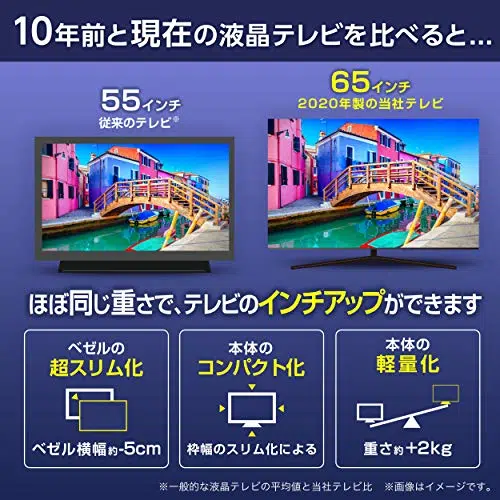 10年前と現在の液晶テレビを比べると...
55インチ
従来のテレビ※
65インチ
2020年製の当社テレビ
ほぼ同じ重さで、テレビのインチアップができます
ベゼルの
超スリム化
ベゼル横幅約-5cm
本体の
コンパクト化
枠幅のスリム化による
本体の
軽量化
重さ約+2kg
※一般的な液晶テレビの平均値と当社テレビ比 ※画像はイメージです。